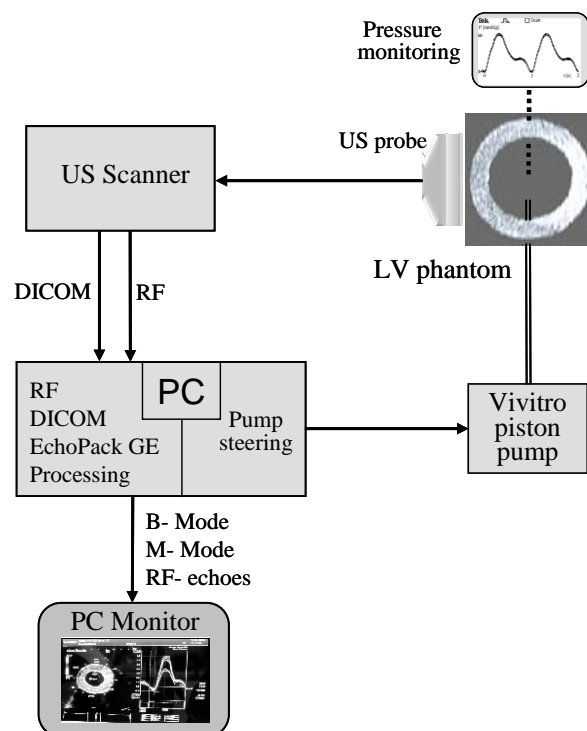 Pressure
monitoring
Tek
US probe
US Scanner
LV phantom
DICOM
RF
PC
RF
DICOM
EchoPack GE
Processing
Pump
steering
Vivitro
piston
pump
B- Mode
M- Mode
RF- echoes
PC Monitor